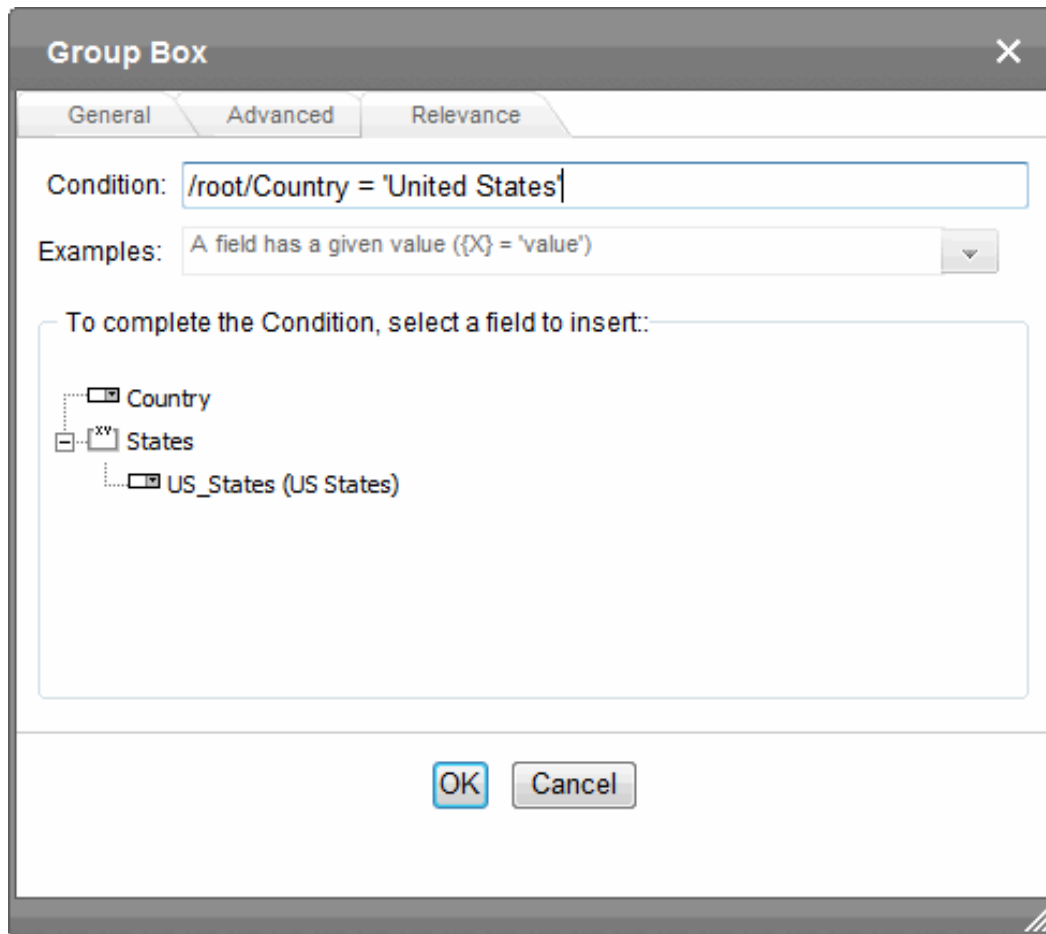 Group Box
General Advanced Relevance
Condition: /root/Country = 'United States'
Examples: A field has a given value ({X} = 'value')
To complete the Condition, select a field to insert::
Country
States
US_States (US States)
OK Cancel